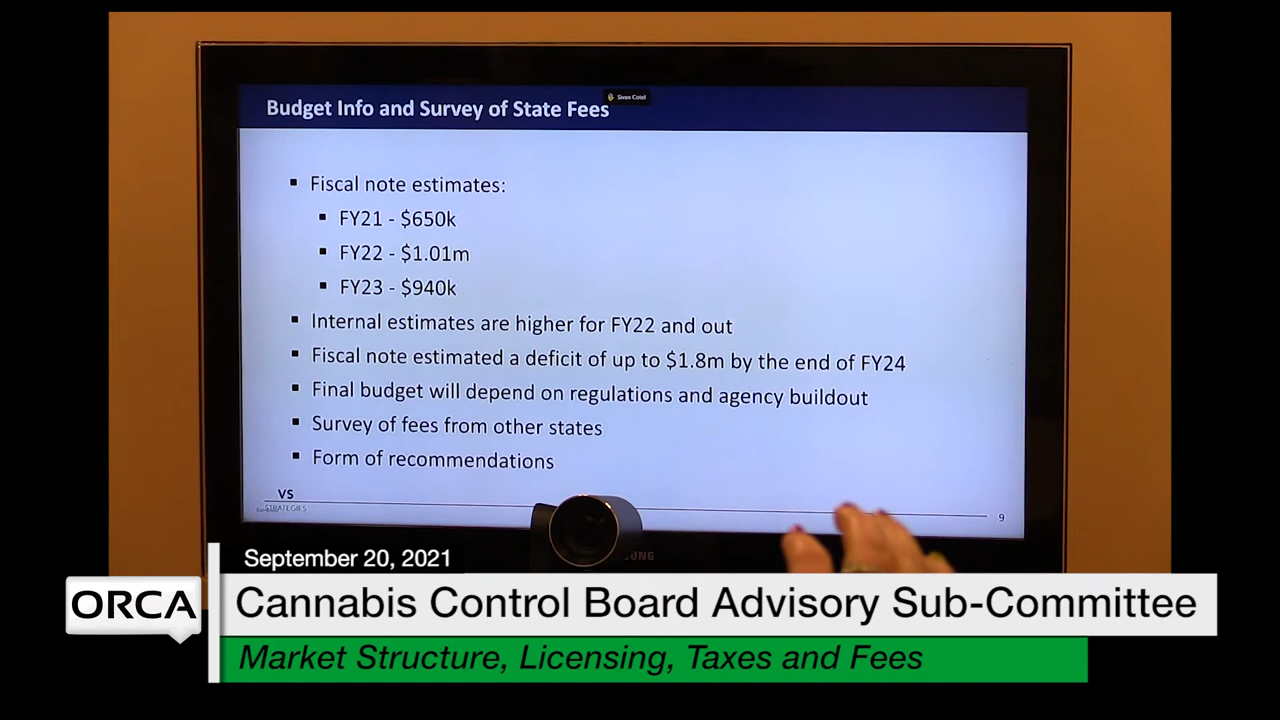 Sivan Cotel
Budget Info and Survey of State Fees
▪ Fiscal note estimates:
▪ FY21 - $650k
▪ FY22 - $1.01m
▪ FY23 - $940k
▪ Internal estimates are higher for FY22 and out
▪ Fiscal note estimated a deficit of up to $1.8m by the end of FY24
▪ Final budget will depend on regulations and agency buildout
▪ Survey of fees from other states
▪ Form of recommendations
VS
STRATEGIES
9
September 20, 2021
ORCA
Cannabis Control Board Advisory Sub-Committee
Market Structure, Licensing, Taxes and Fees